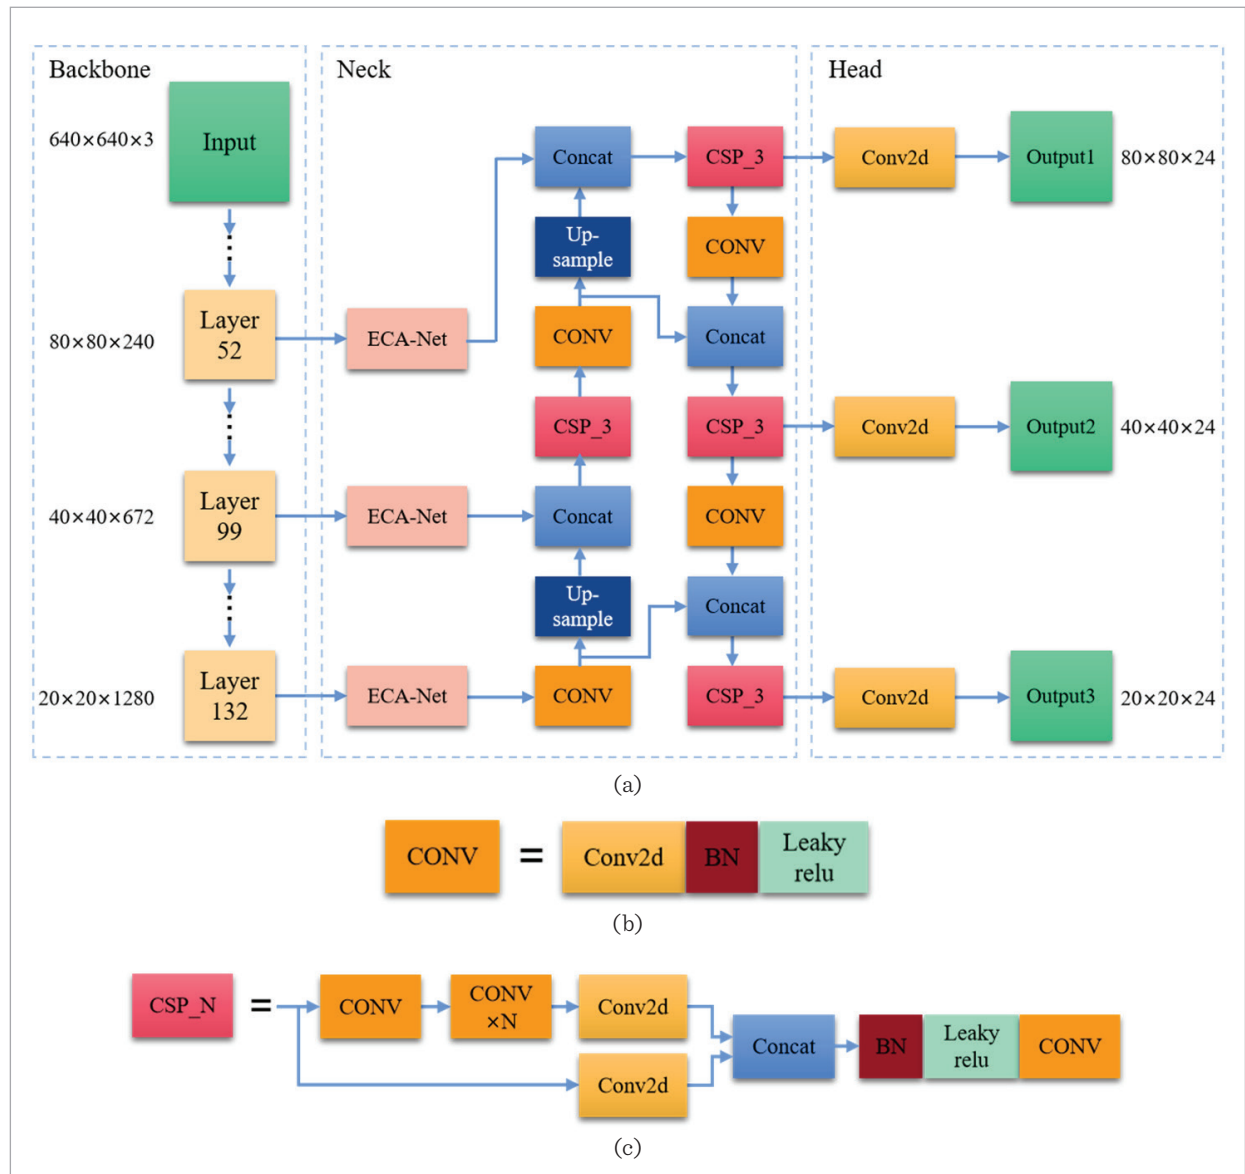 Backbone
Neck
Head
640×640×3
Input
Concat
CSP_3
Conv2d
Output1
80×80×24
Up-
sample
CONV
80×80×240
Layer
52
ECA-Net
CONV
Concat
CSP_3
CSP_3
Conv2d
Output2
40×40×24
40×40×672
Layer
99
ECA-Net
Concat
CONV
Up-
sample
Concat
20×20×1280
Layer
132
ECA-Net
CONV
CSP_3
Conv2d
Output3
20×20×24
(a)
CONV = Conv2d BN Leaky
relu
(b)
CSP_N = CONV CONV
×N
Conv2d
Concat
BN
Leaky
relu
CONV
Conv2d
(c)